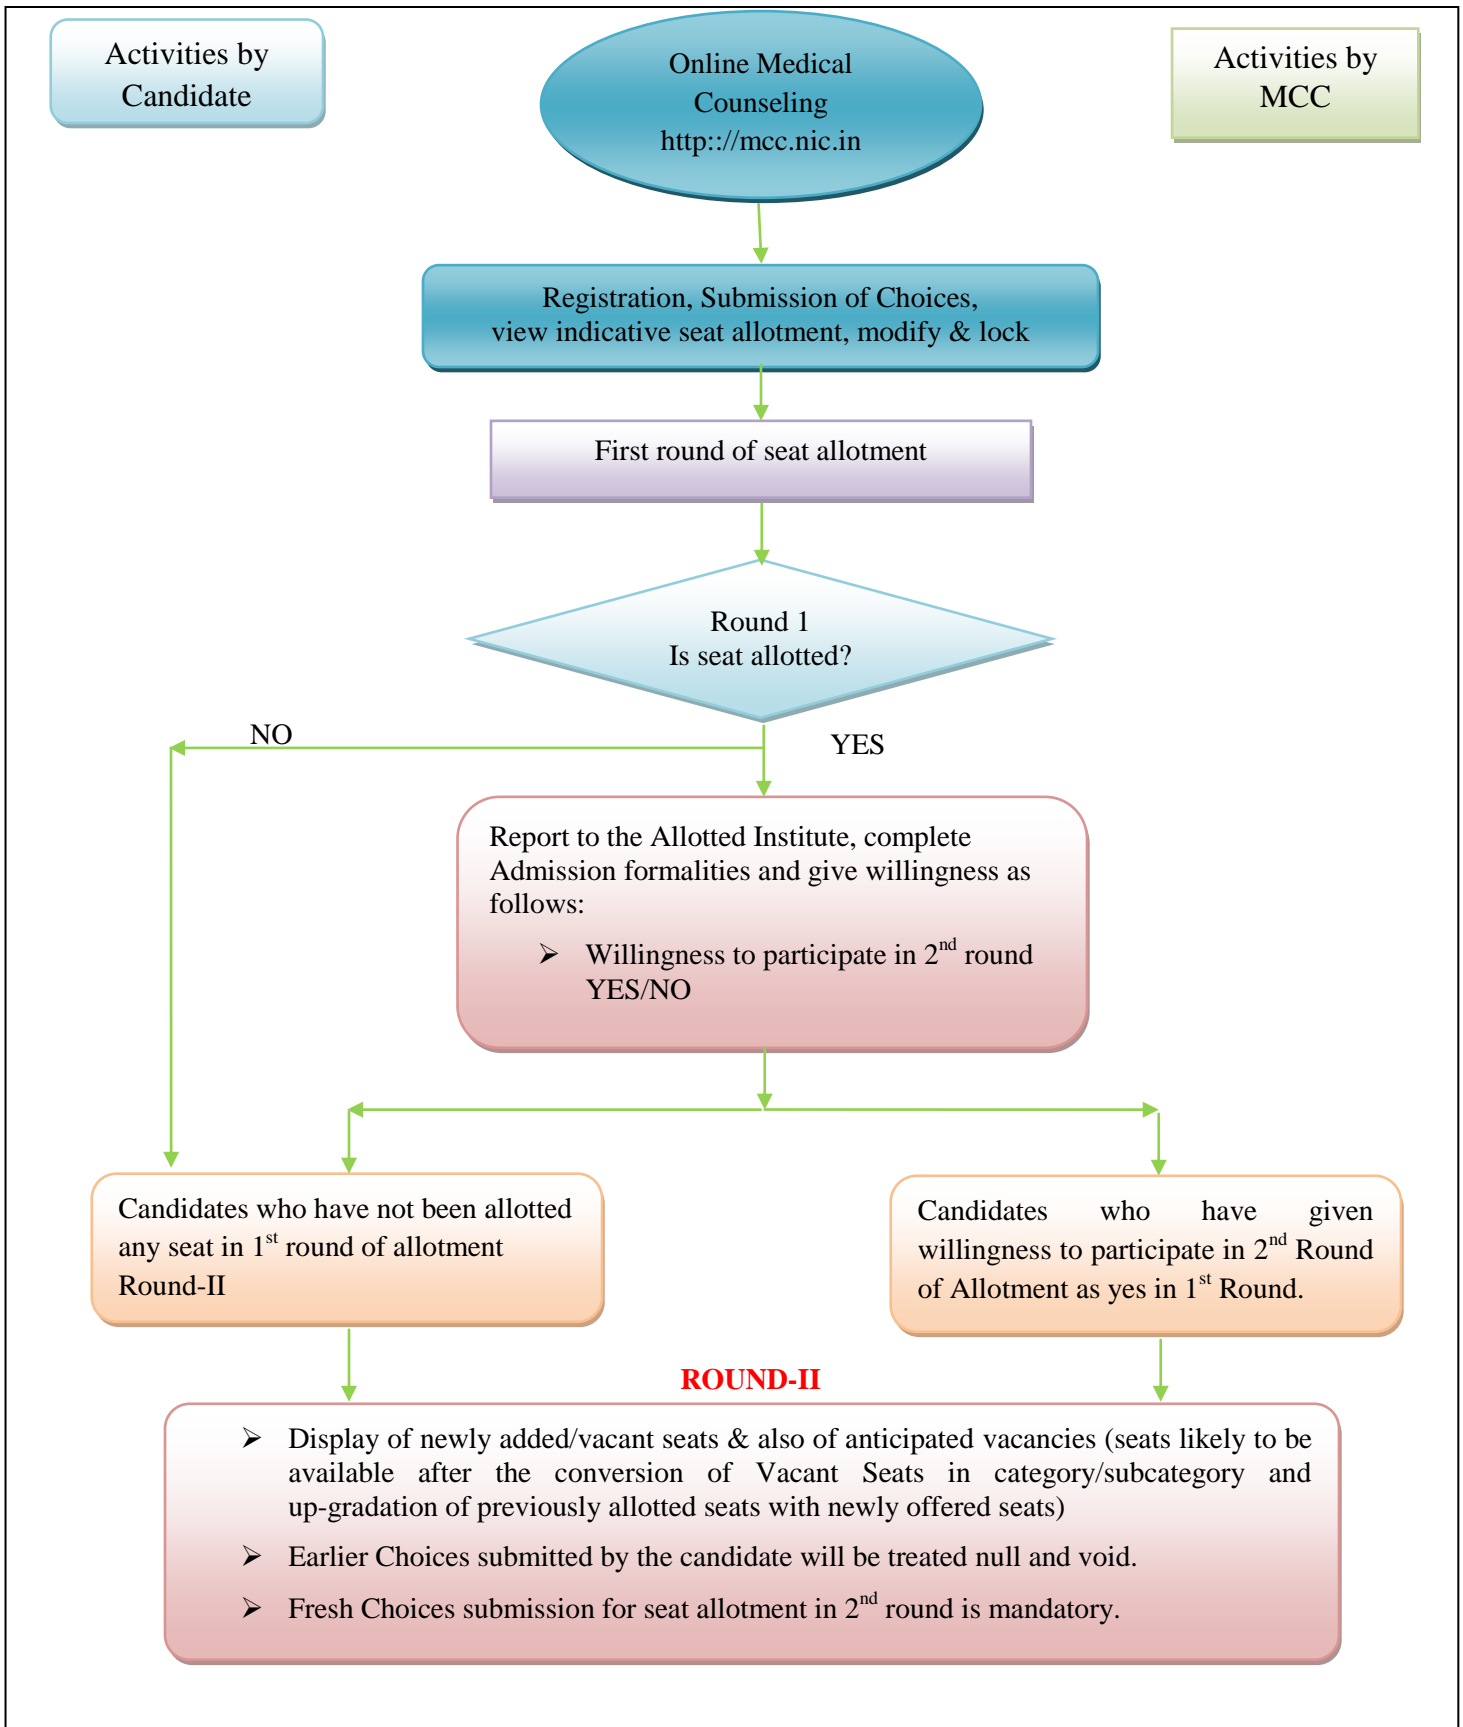 Activities by
Candidate
Online Medical
Counseling
http:://mcc.nic.in
Activities by
MCC
Registration, Submission of Choices,
view indicative seat allotment, modify & lock
First round of seat allotment
Round 1
Is seat allotted?
NO
YES
Report to the Allotted Institute, complete
Admission formalities and give willingness as
follows:
➢ Willingness to participate in 2nd round
YES/NO
Candidates who have not been allotted
any seat in 1st round of allotment
Round-II
Candidates who have given
willingness to participate in 2nd Round
of Allotment as yes in 1st Round.
ROUND-II
➢ Display of newly added/vacant seats & also of anticipated vacancies (seats likely to be
available after the conversion of Vacant Seats in category/subcategory and
up-gradation of previously allotted seats with newly offered seats)
➢ Earlier Choices submitted by the candidate will be treated null and void.
➢ Fresh Choices submission for seat allotment in 2nd round is mandatory.